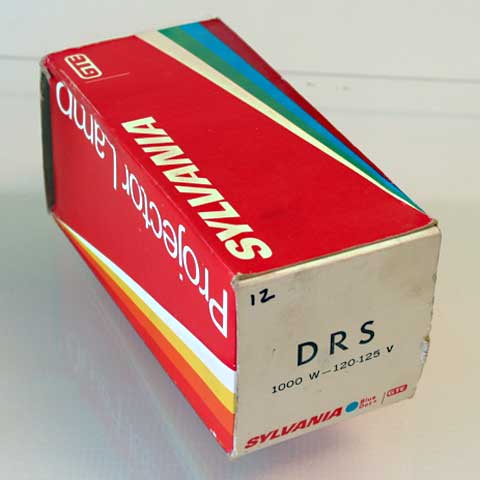 GTE
SYLVANIA
Projector Lamp
12
DRS
1000 W-120-125 V
SYLVANIA Blue Dot® GTE